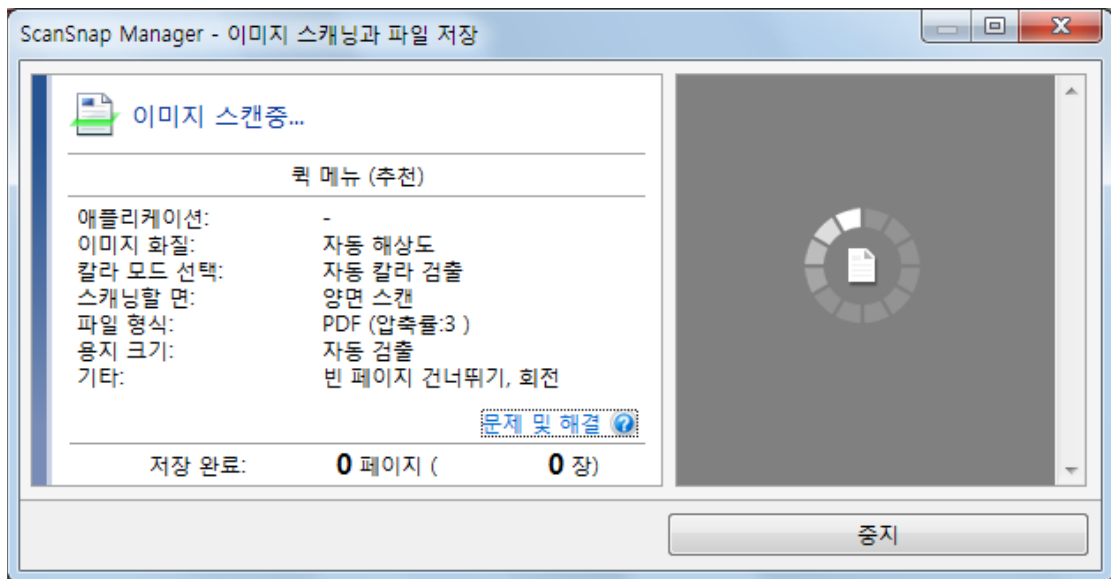 ScanSnap Manager - 이미지 스캐닝과 파일 저장
이미지 스캔중...
퀵 메뉴 (추천)
애플리케이션: -
이미지 화질: 자동 해상도
칼라 모드 선택: 자동 칼라 검출
스캐닝할 면: 양면 스캔
파일 형식: PDF (압축률:3 )
용지 크기: 자동 검출
기타: 빈 페이지 건너뛰기, 회전
문제 및 해결 ?
저장 완료: 0 페이지 ( 0 장)
중지